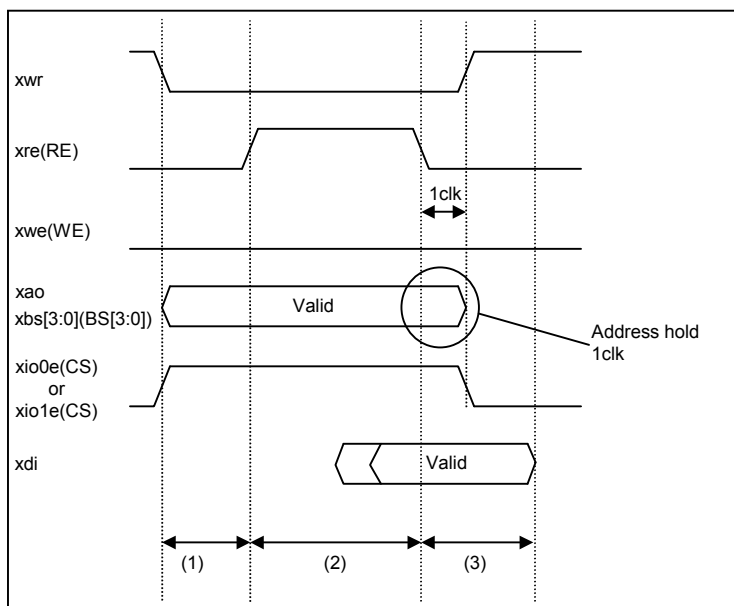 xwr
xre(RE)
1clk
xwe(WE)
xao
xbs[3:0](BS[3:0])
Valid
Address hold
1clk
xio0e(CS)
or
xio1e(CS)
xdi
Valid
(1)
(2)
(3)